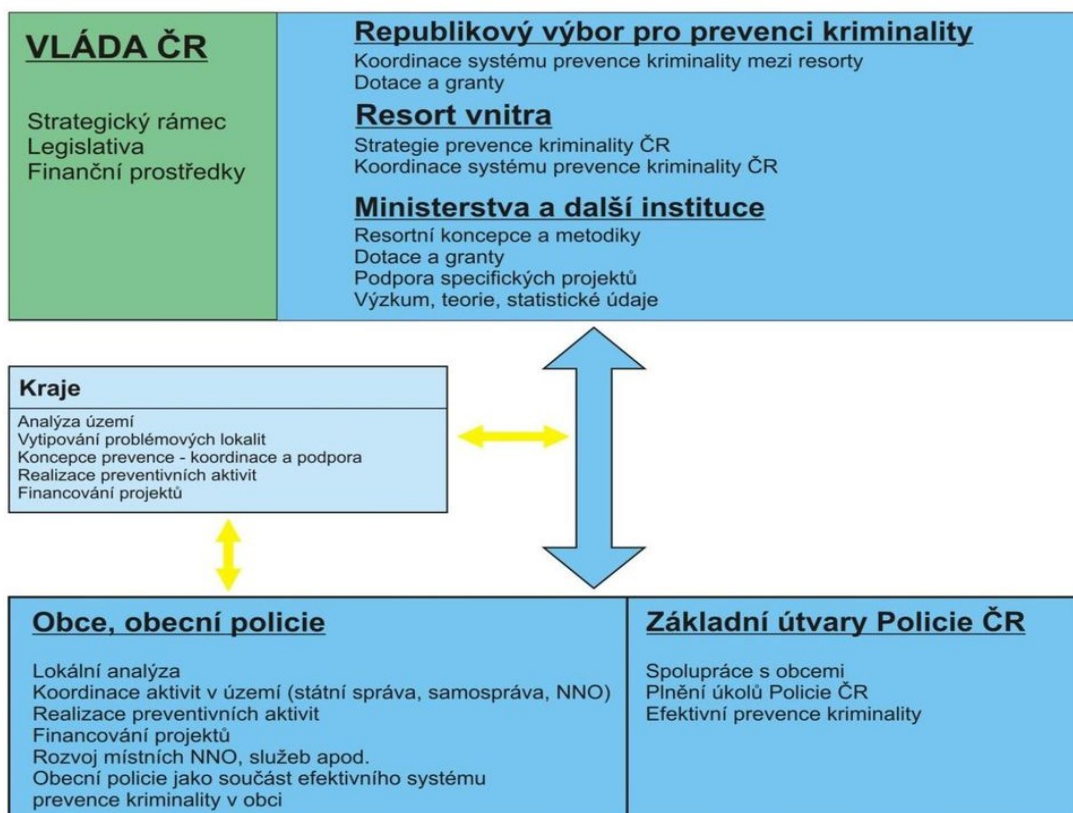 VLÁDA ČR
Strategický rámec
Legislativa
Finanční prostředky
Republikový výbor pro prevenci kriminality
Koordinace systému prevence kriminality mezi resorty
Dotace a granty
Resort vnitra
Strategie prevence kriminality ČR
Koordinace systému prevence kriminality ČR
Ministerstva a další instituce
Resortní koncepce a metodiky
Dotace a granty
Podpora specifických projektů
Výzkum, teorie, statistické údaje
Kraje
Analýza území
Vytipování problémových lokalit
Koncepce prevence - koordinace a podpora
Realizace preventivních aktivit
Financování projektů
Obce, obecní policie
Lokální analýza
Koordinace aktivit v území (státní správa, samospráva, NNO)
Realizace preventivních aktivit
Financování projektů
Rozvoj místních NNO, služeb apod.
Obecní policie jako součást efektivního systému
prevence kriminality v obci
Základní útvary Policie ČR
Spolupráce s obcemi
Plnění úkolů Policie ČR
Efektivní prevence kriminality